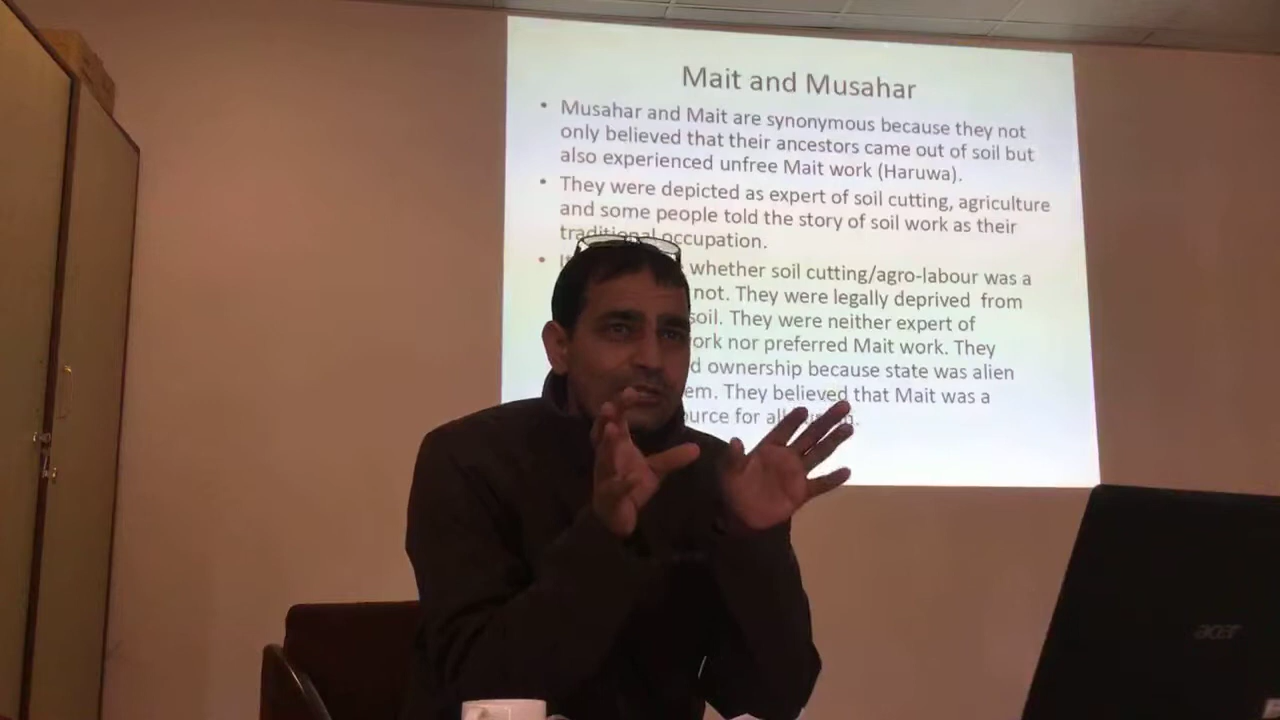 Mait and Musahar
• Musahar and Mait are synonymous because they not
only believed that their ancestors came out of soil but
also experienced unfree Mait work (Haruwa).
• They were depicted as expert of soil cutting, agriculture
and some people told the story of soil work as their
traditional occupation.
• whether soil cutting/agro-labour was a
not. They were legally deprived from
soil. They were neither expert of
nor preferred Mait work. They
ownership because state was alien
They believed that Mait was a
for all
acer